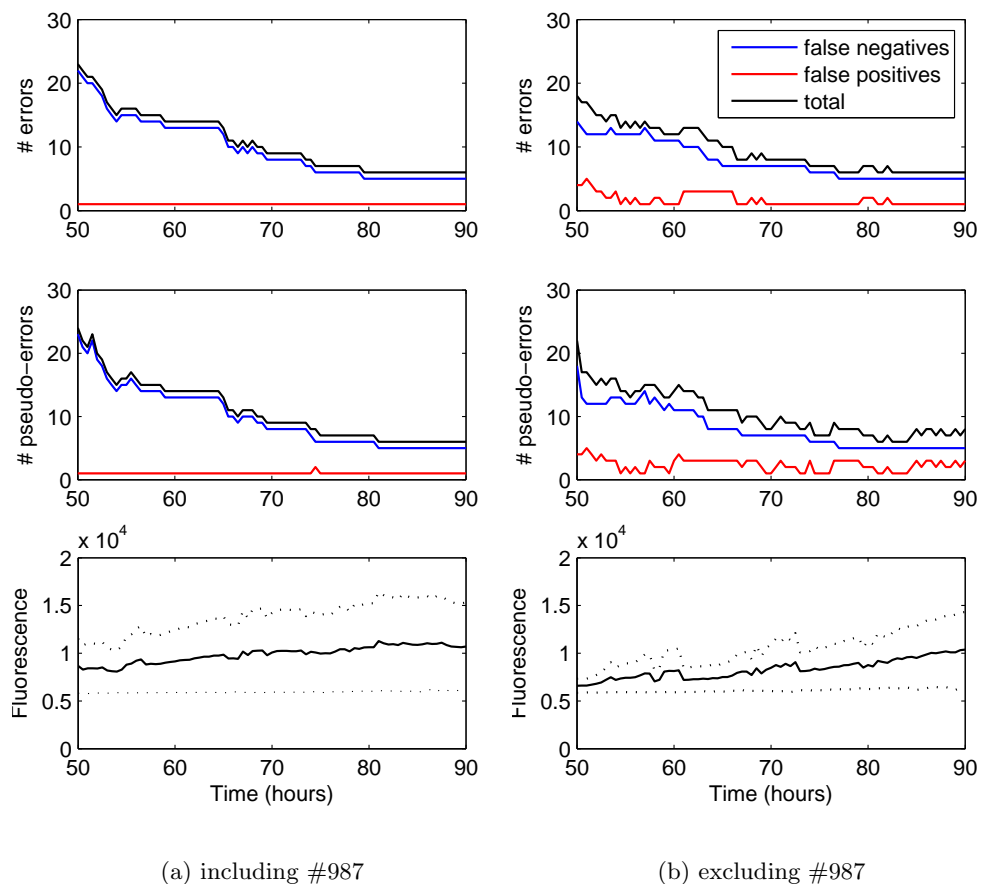 30
20
10
0
# errors
50 60 70 80 90
30
20
10
0
# errors
50 60 70 80 90
false negatives
false positives
total
30
20
10
0
# pseudo−errors
50 60 70 80 90
30
20
10
0
# pseudo−errors
50 60 70 80 90
x 10^4
2
1.5
1
0.5
0
Fluorescence
50 60 70 80 90
Time (hours)
x 10^4
2
1.5
1
0.5
0
Fluorescence
50 60 70 80 90
Time (hours)
(a) including #987
(b) excluding #987